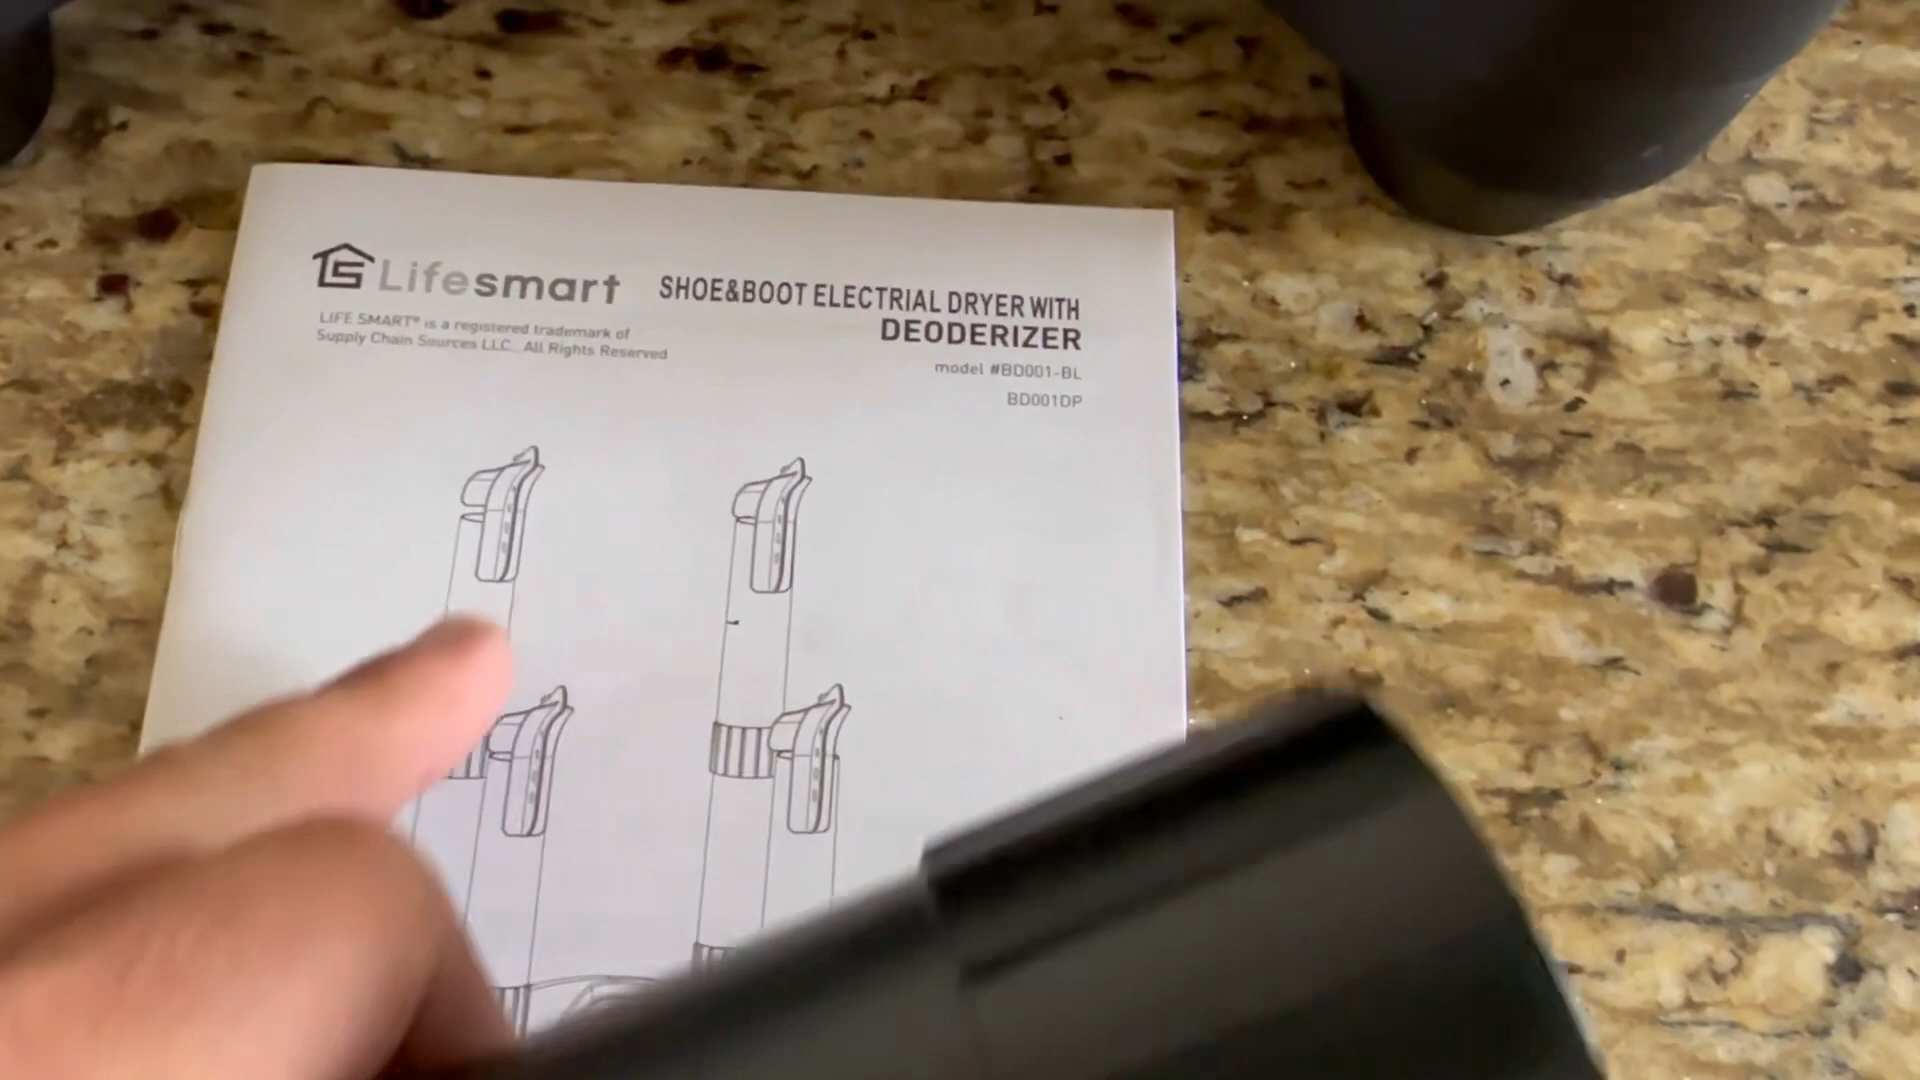 Lifesmart
LIFE SMART® is a registered trademark of
Supply Chain Sources LLC. All Rights Reserved
SHOE&BOOT ELECTRIAL DRYER WITH
DEODERIZER
model #BD001-BL
BD001DP